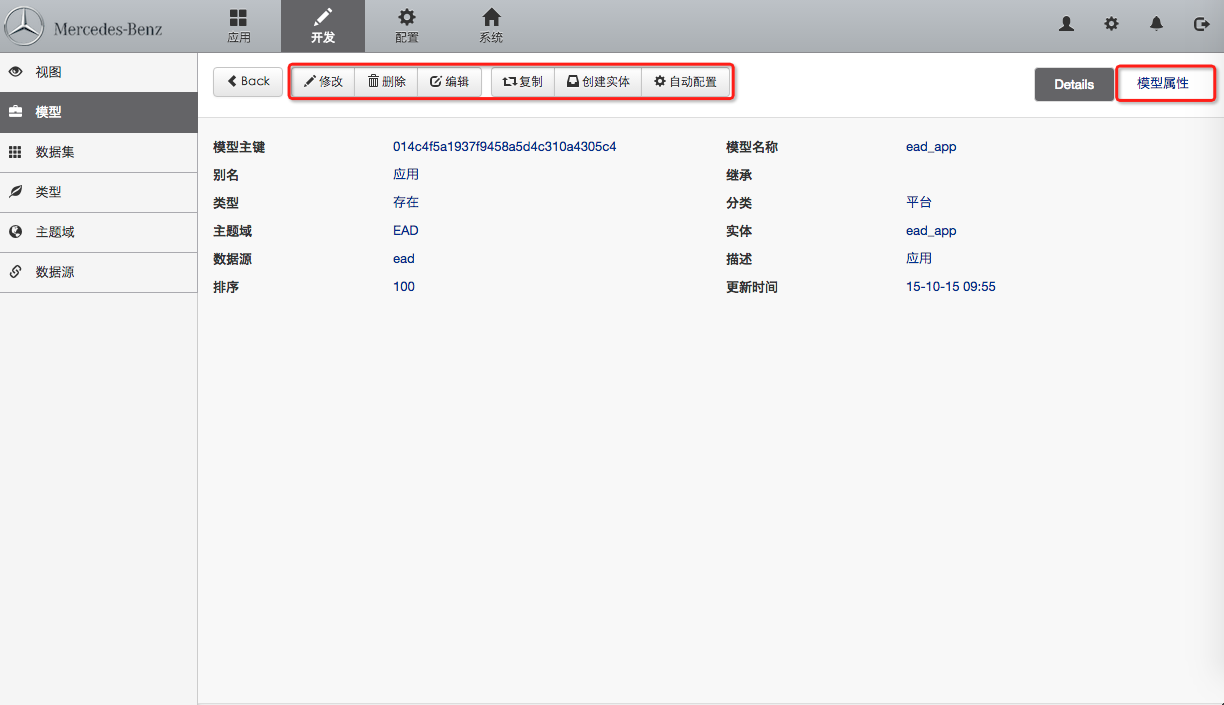 Mercedes-Benz
应用 开发 配置 系统
视图
模型
数据集
类型
主题域
数据源
Back 修改 删除 编辑 复制 创建实体 自动配置 Details 模型属性
模型主键 014c4f5a1937f9458a5d4c310a4305c4 模型名称 ead_app
别名 应用 继承
类型 存在 分类 平台
主题域 EAD 实体 ead_app
数据源 ead 描述 应用
排序 100 更新时间 15-10-15 09:55